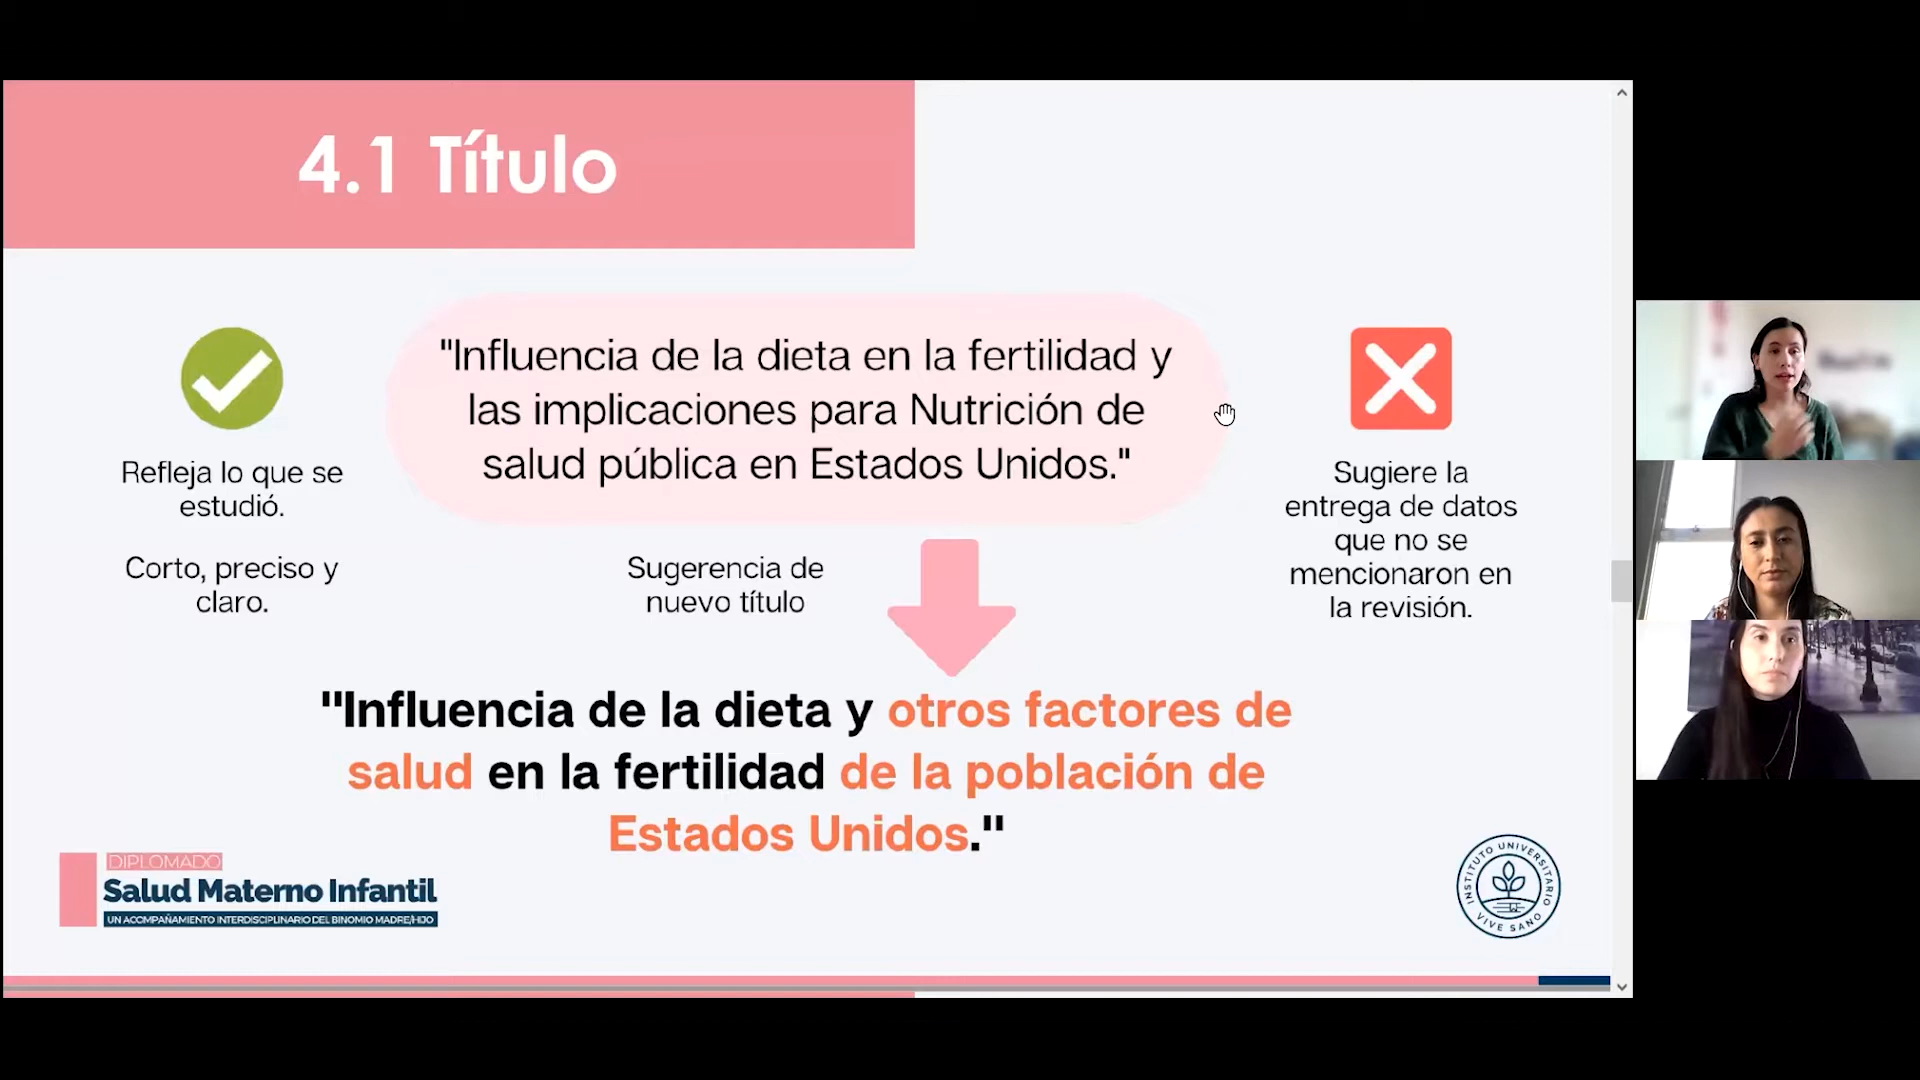 4.1 Título
"Influencia de la dieta en la fertilidad y
las implicaciones para Nutrición de
salud pública en Estados Unidos."
Refleja lo que se
estudió.
Corto, preciso y
claro.
Sugerencia de
nuevo título
Sugiere la
entrega de datos
que no se
mencionaron en
la revisión.
"Influencia de la dieta y otros factores de
salud en la fertilidad de la población de
Estados Unidos."
DIPLOMADO
Salud Materno Infantil
UN ACOMPAÑAMIENTO INTERDISCIPLINARIO DEL BINOMIO MADRE/HIJO
INSTITUTO UNIVERSITARIO
VIVE SANO